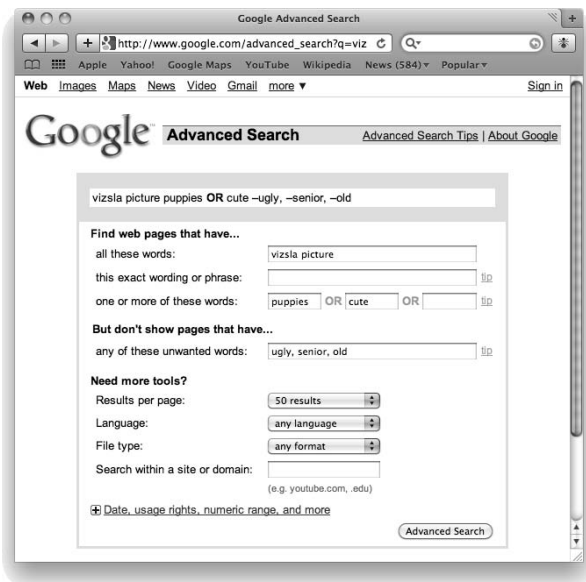 Google Advanced Search
http://www.google.com/advanced_search?q=viz
Apple Yahoo! Google Maps YouTube Wikipedia News (584) Popular
Web Images Maps News Video Gmail more ▼ Sign in
Google™ Advanced Search Advanced Search Tips | About Google
vizsla picture puppies OR cute –ugly, –senior, –old
Find web pages that have...
all these words: vizsla picture
this exact wording or phrase: tip
one or more of these words: puppies OR cute OR tip
But don't show pages that have...
any of these unwanted words: ugly, senior, old tip
Need more tools?
Results per page: 50 results
Language: any language
File type: any format
Search within a site or domain:
(e.g. youtube.com, .edu)
Date, usage rights, numeric range, and more
Advanced Search